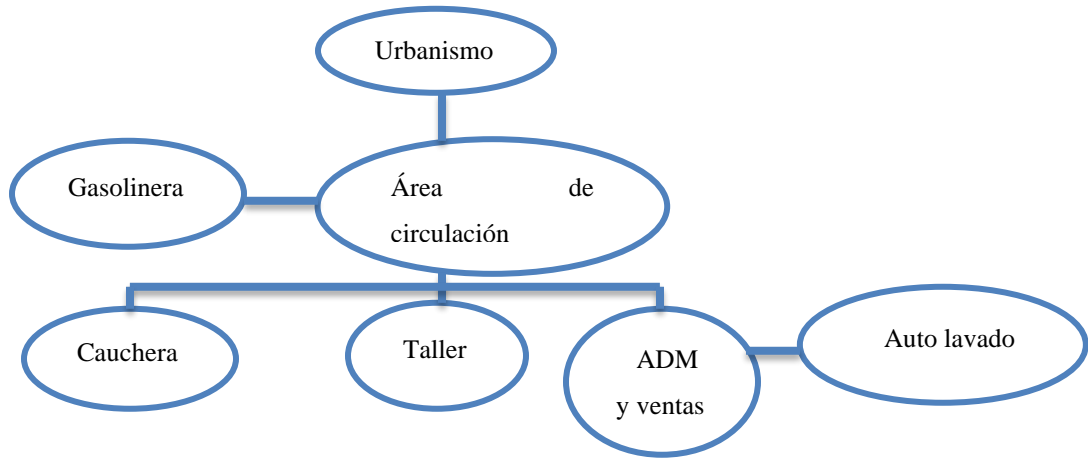 Urbanismo
Gasolinera
Área de
circulación
Cauchera
Taller
ADM
y ventas
Auto lavado